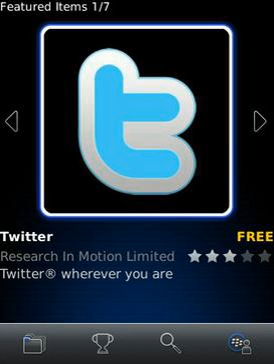 Featured Items 1/7
Twitter FREE
Research In Motion Limited
Twitter® wherever you are